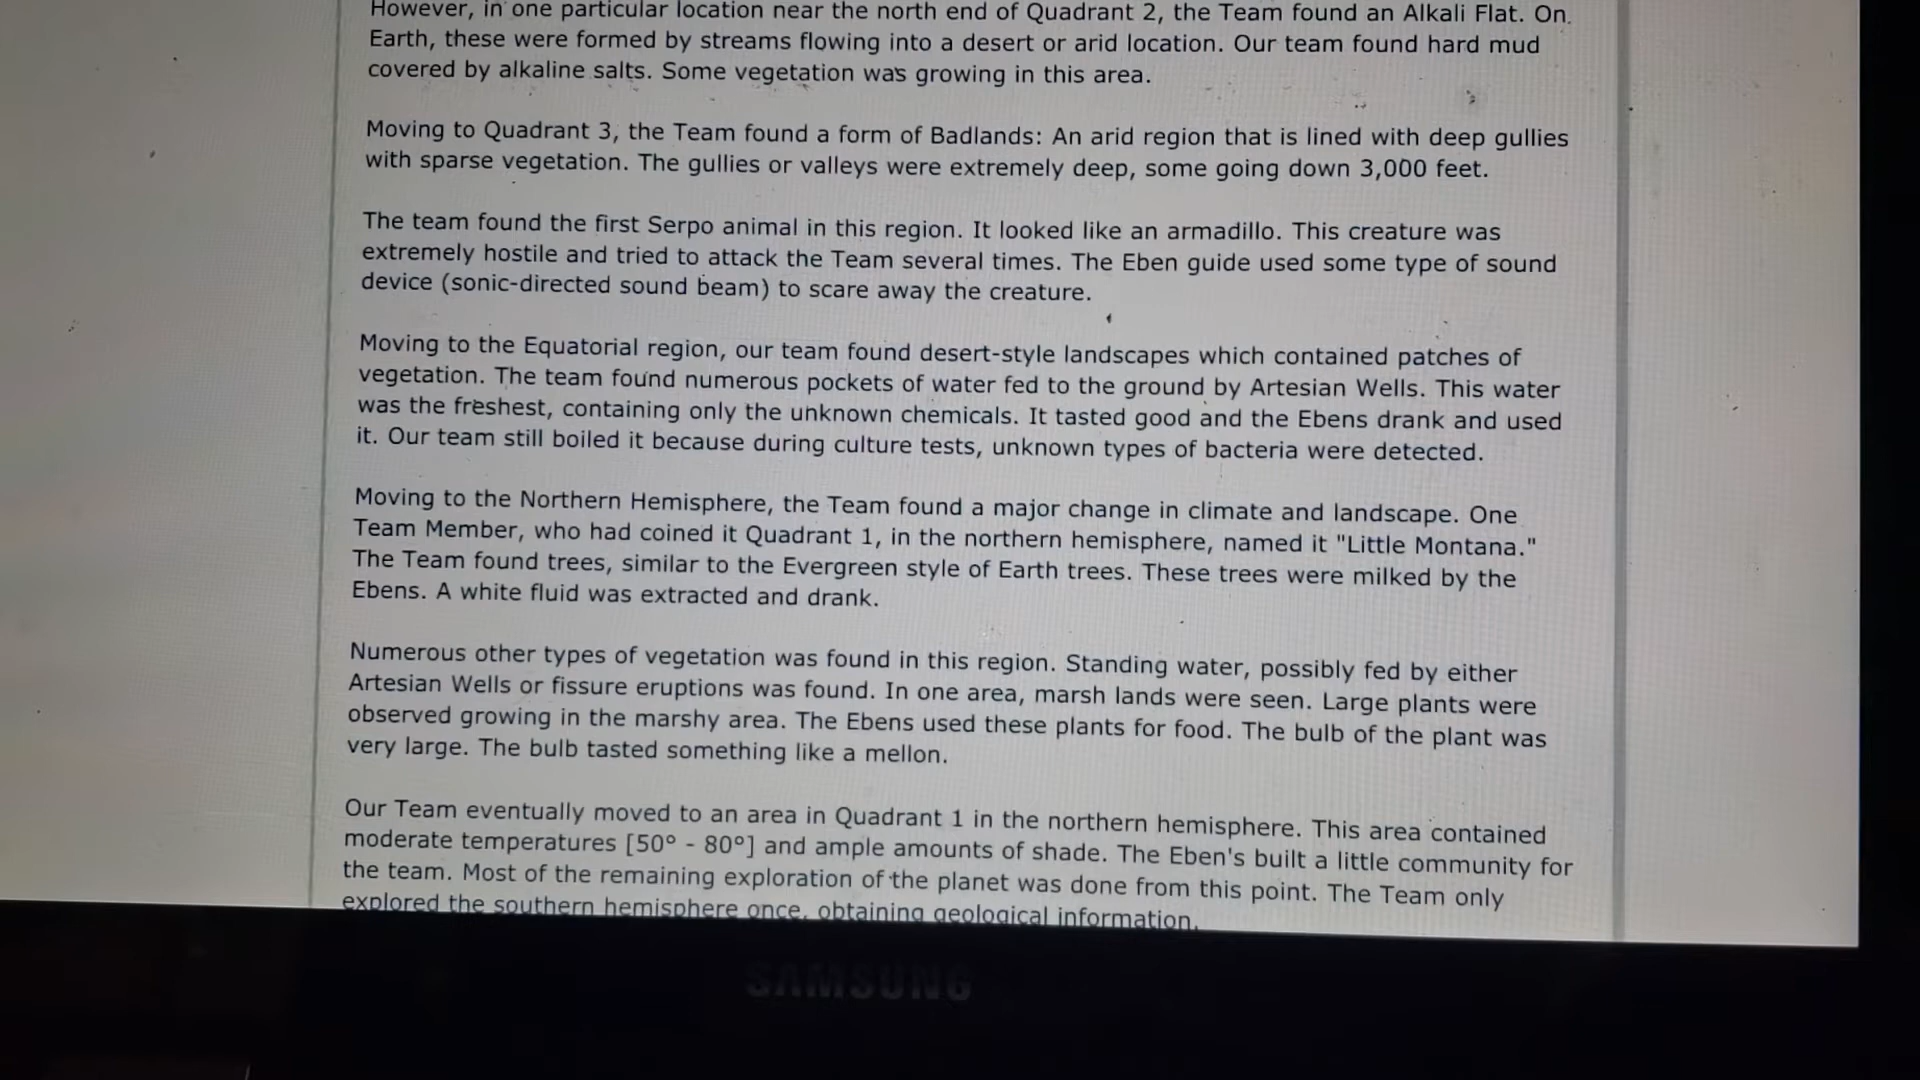 However, in one particular location near the north end of Quadrant 2, the Team found an Alkali Flat. On
Earth, these were formed by streams flowing into a desert or arid location. Our team found hard mud
covered by alkaline salts. Some vegetation was growing in this area.
Moving to Quadrant 3, the Team found a form of Badlands: An arid region that is lined with deep gullies
with sparse vegetation. The gullies or valleys were extremely deep, some going down 3,000 feet.
The team found the first Serpo animal in this region. It looked like an armadillo. This creature was
extremely hostile and tried to attack the Team several times. The Eben guide used some type of sound
device (sonic-directed sound beam) to scare away the creature.
Moving to the Equatorial region, our team found desert-style landscapes which contained patches of
vegetation. The team found numerous pockets of water fed to the ground by Artesian Wells. This water
was the freshest, containing only the unknown chemicals. It tasted good and the Ebens drank and used
it. Our team still boiled it because during culture tests, unknown types of bacteria were detected.
Moving to the Northern Hemisphere, the Team found a major change in climate and landscape. One
Team Member, who had coined it Quadrant 1, in the northern hemisphere, named it "Little Montana."
The Team found trees, similar to the Evergreen style of Earth trees. These trees were milked by the
Ebens. A white fluid was extracted and drank.
Numerous other types of vegetation was found in this region. Standing water, possibly fed by either
Artesian Wells or fissure eruptions was found. In one area, marsh lands were seen. Large plants were
observed growing in the marshy area. The Ebens used these plants for food. The bulb of the plant was
very large. The bulb tasted something like a mellon.
Our Team eventually moved to an area in Quadrant 1 in the northern hemisphere. This area contained
moderate temperatures [50° - 80°] and ample amounts of shade. The Eben's built a little community for
the team. Most of the remaining exploration of the planet was done from this point. The Team only
explored the southern hemisphere once, obtaining geological information.
SAMSUNG